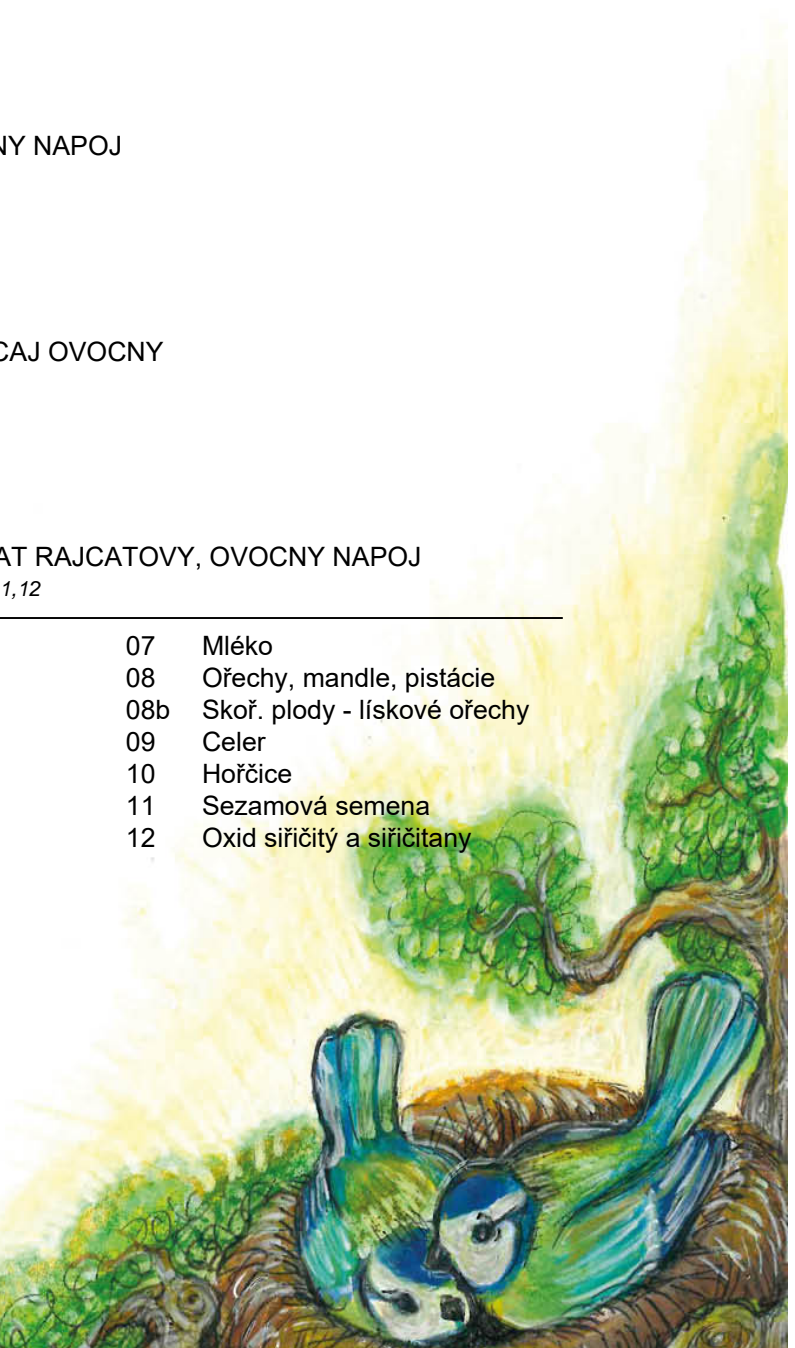 NY NAPOJ
CAJ OVOCNY
AT RAJCATOVY, OVOCNY NAPOJ
1,12
07 Mléko
08 Ořechy, mandle, pistácie
08b Skoř. plody - lískové ořechy
09 Celer
10 Hořčice
11 Sezamová semena
12 Oxid siřičitý a siřičitany